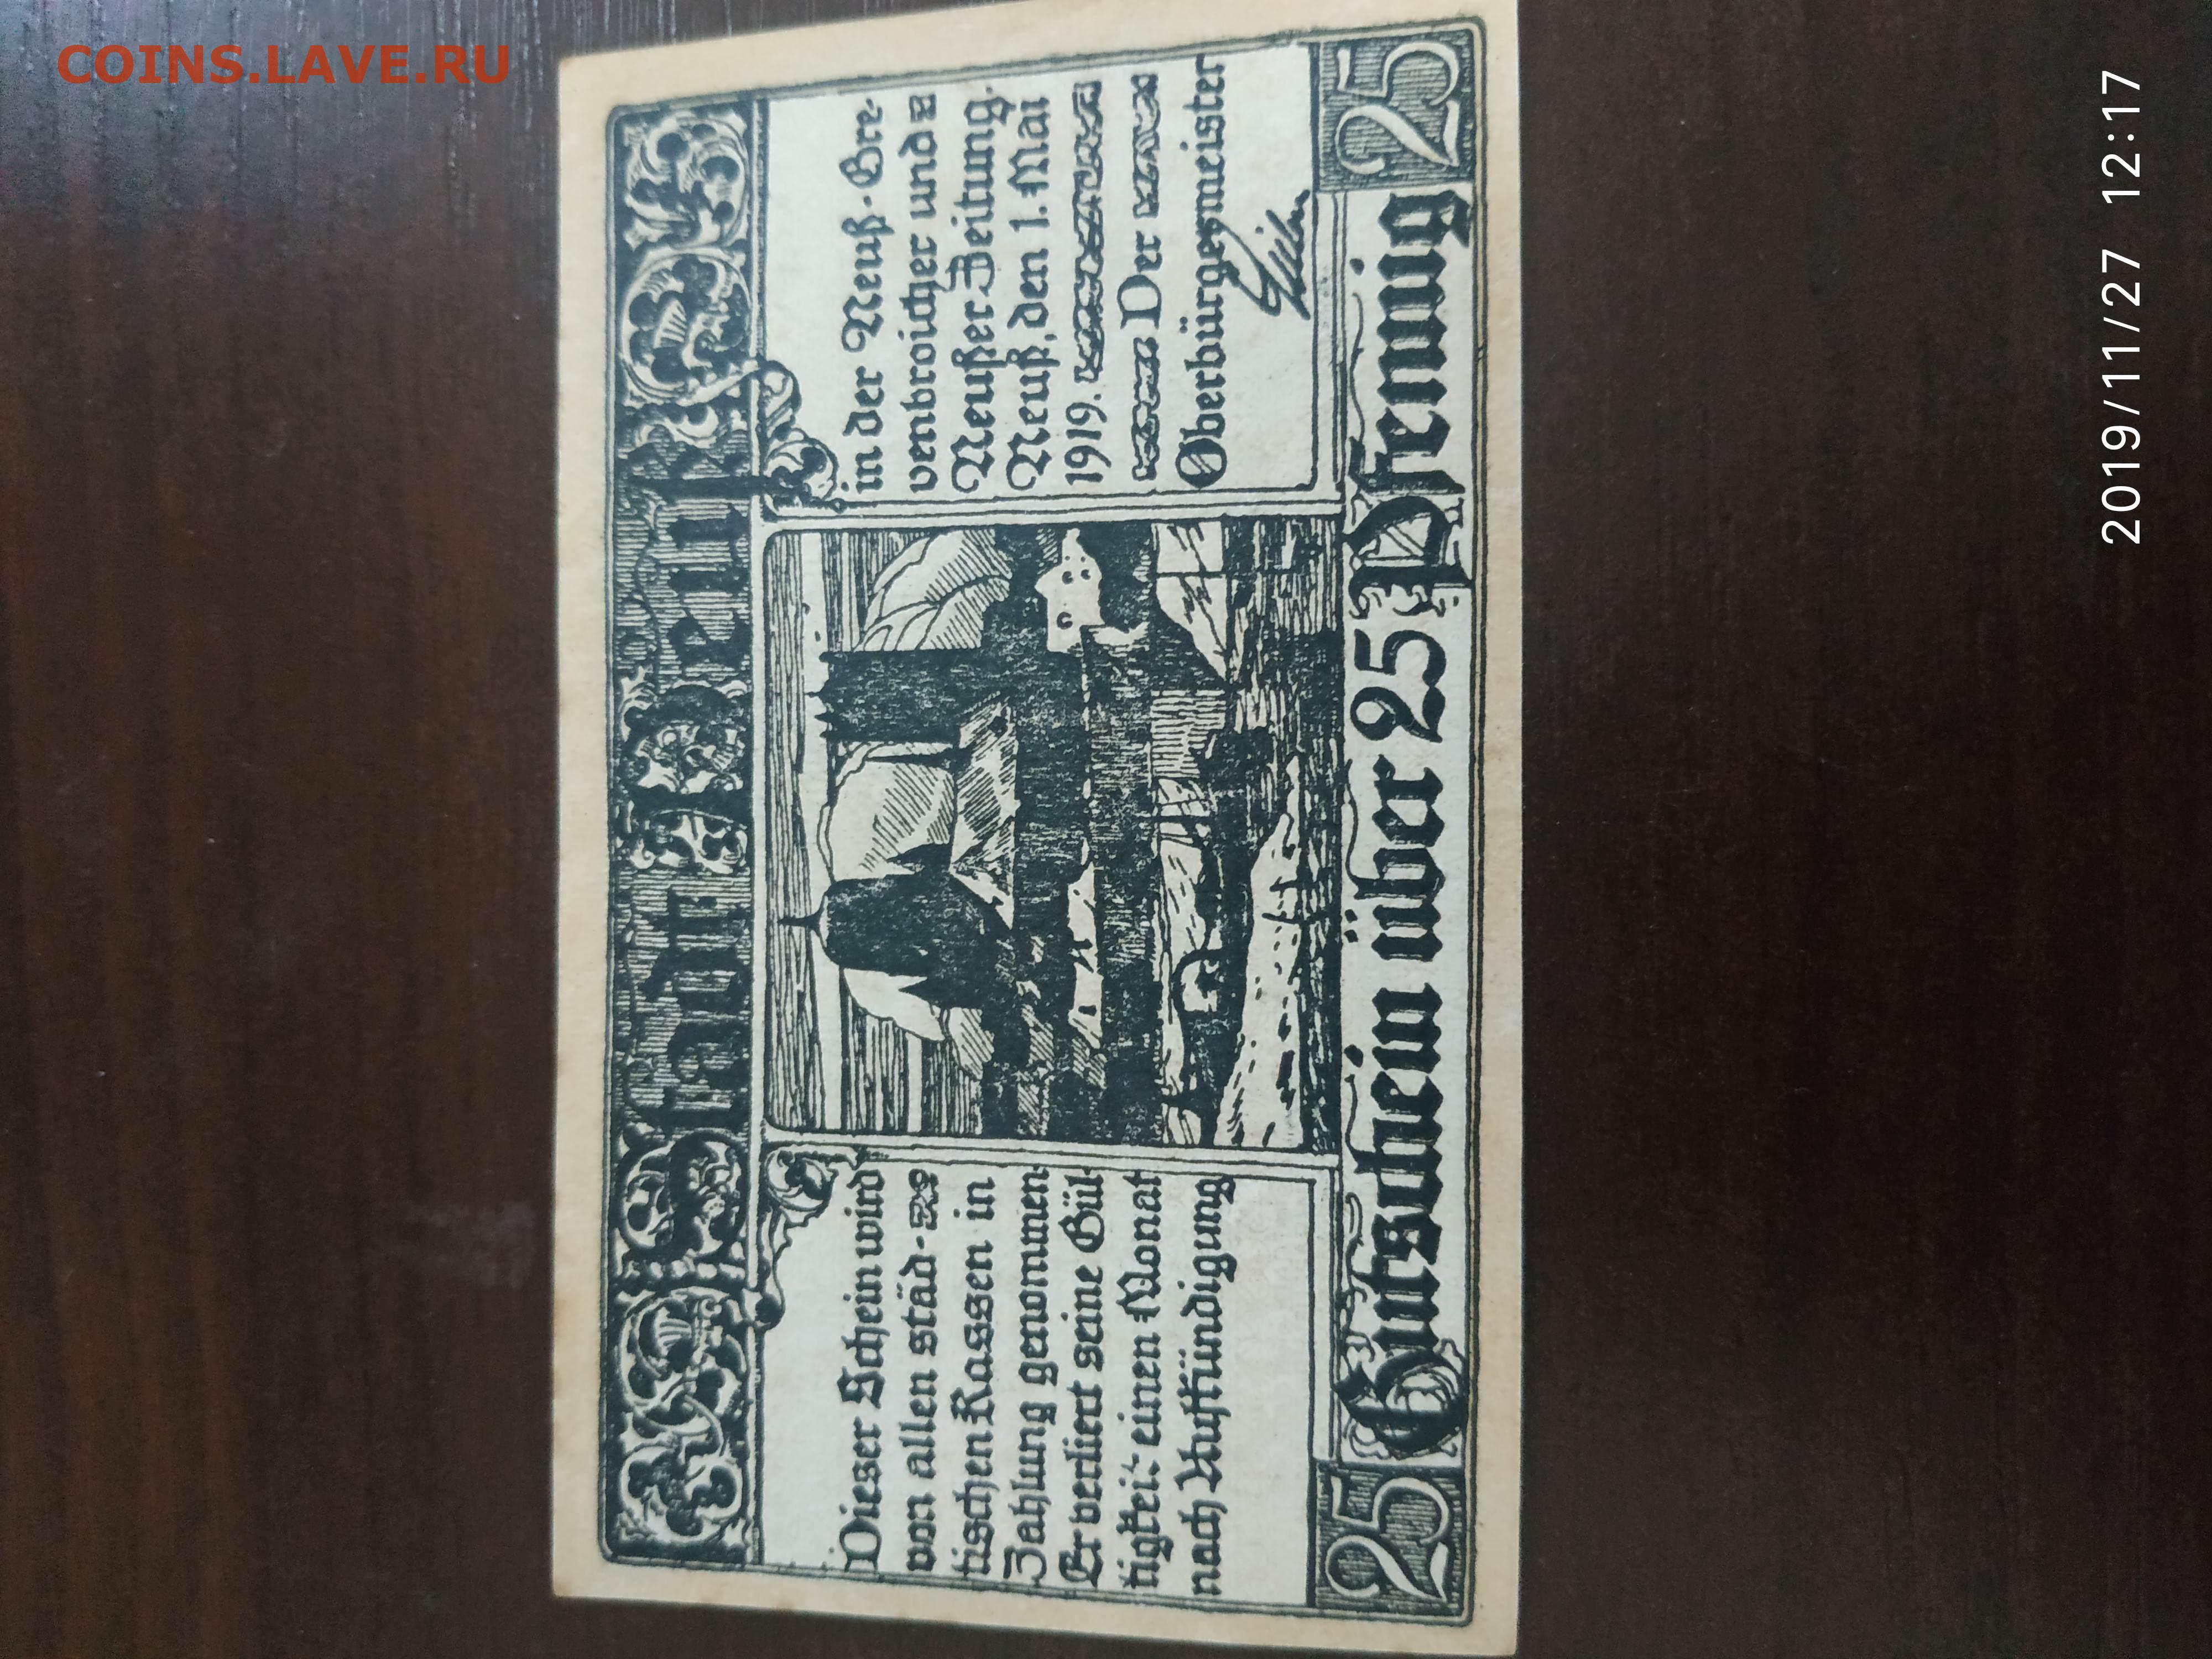 COINS.LAVE.RU
Stadt Neuß
Dieser Schein wird
von allen städ-
tischen Kassen in
Zahlung genommen
Er verliert seine Gül-
tigkeit einen Monat
nach Aufkündigung
in der Neuß-Gre-
venbroicher und
Neußer Zeitung.
Neuß, den 1. Mai
1919.
Der
Oberbürgermeister
25 Gutschein über 25 Pfennig 25
2019/11/27 12:17